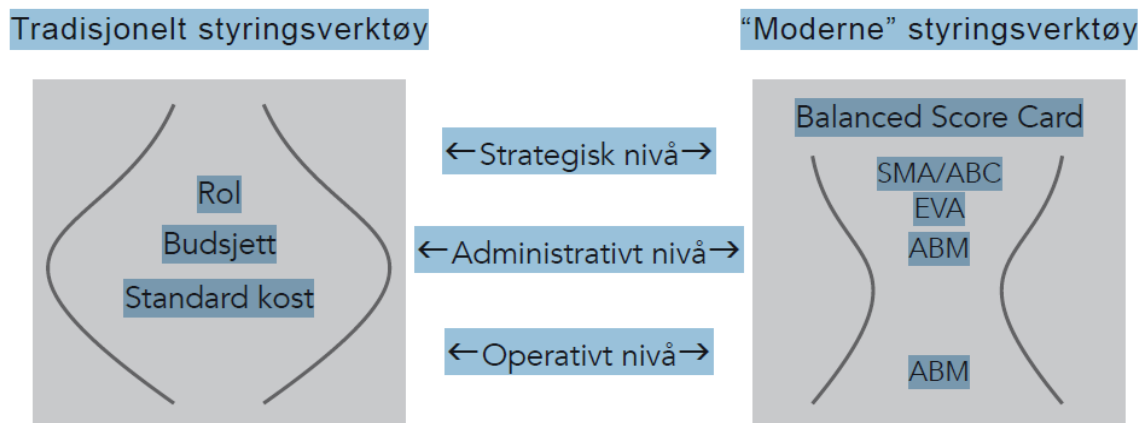 Tradisjonelt styringsverktøy
“Moderne” styringsverktøy
RoI
Budsjett
Standard kost
←Strategisk nivå→
←Administrativt nivå→
←Operativt nivå→
Balanced Score Card
SMA/ABC
EVA
ABM
ABM